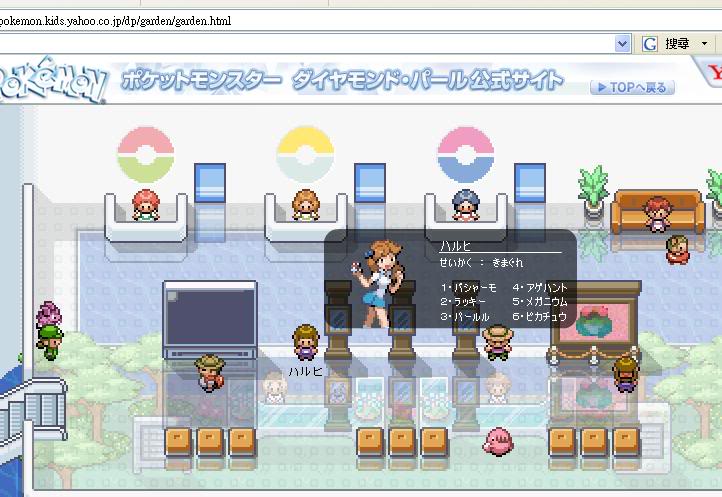 pokemon.kids.yahoo.co.jp/dp/garden/garden.html
G 搜尋
POKéMON ポケットモンスター ダイヤモンド・パール公式サイト
TOPへ戻る
Y
ハルヒ
せいかく : きまぐれ
1・バシャーモ 4・アゲハント
2・ラッキー 5・メガニウム
3・パールル 6・ピカチュウ
ハルヒ